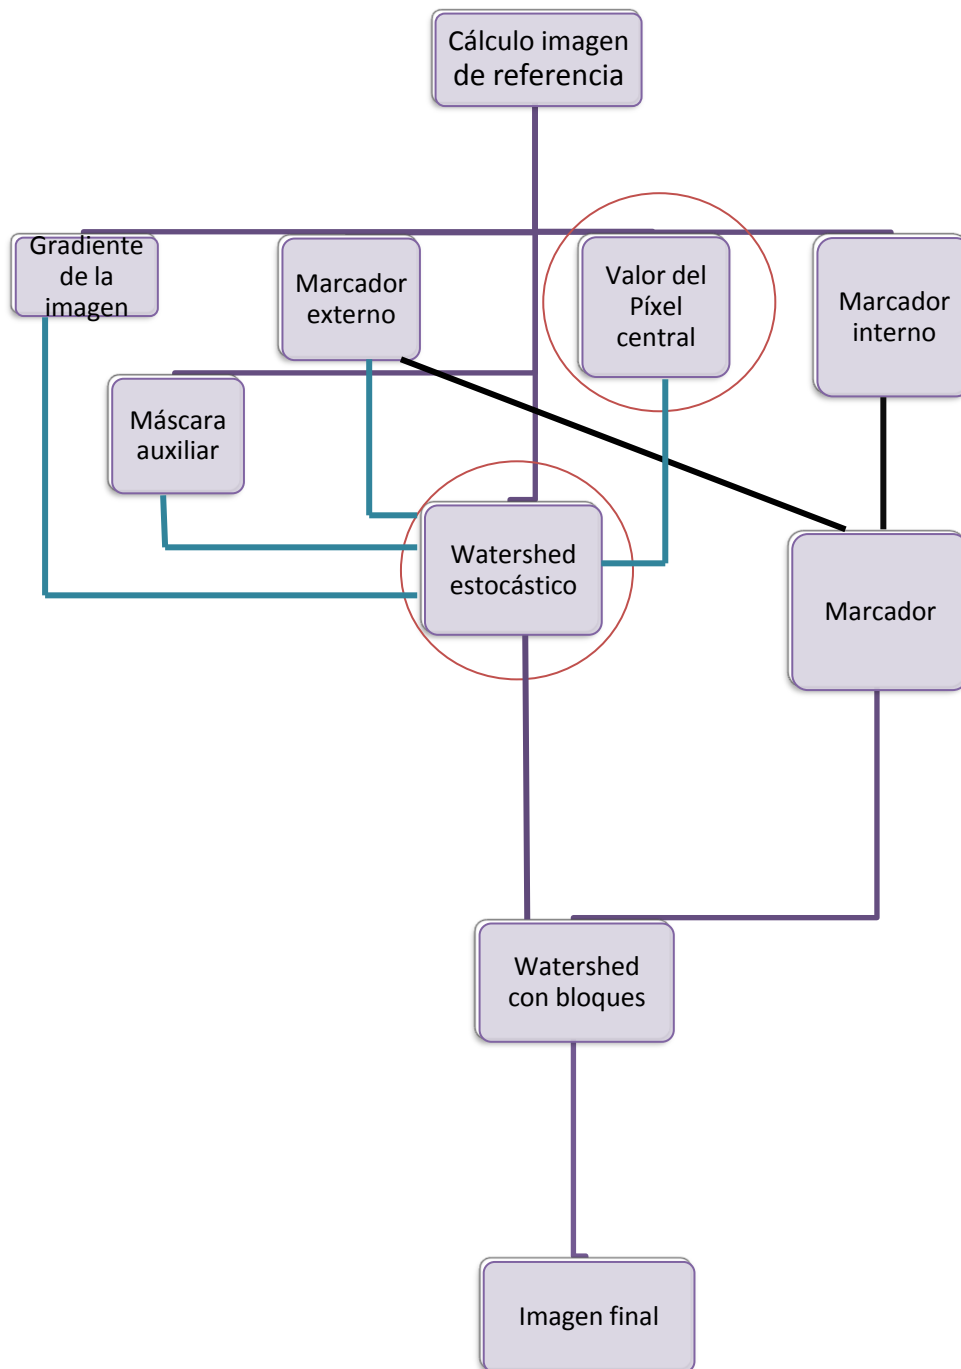 Cálculo imagen
de referencia
Gradiente
de la
imagen
Marcador
externo
Valor del
Píxel
central
Marcador
interno
Máscara
auxiliar
Watershed
estocástico
Marcador
Watershed
con bloques
Imagen final